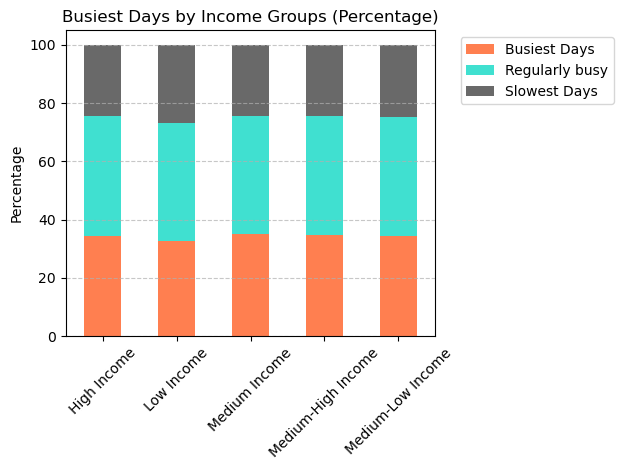 Busiest Days by Income Groups (Percentage)
Busiest Days
Regularly busy
Slowest Days
Percentage
100
80
60
40
20
0
High Income
Low Income
Medium Income
Medium-High Income
Medium-Low Income